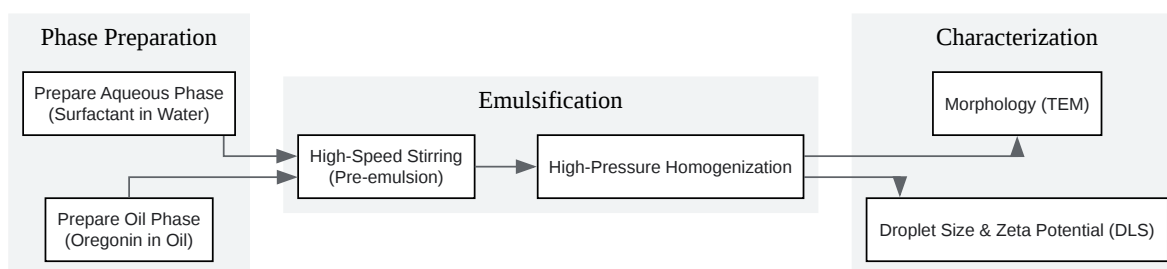 Phase Preparation
Prepare Aqueous Phase
(Surfactant in Water)
Prepare Oil Phase
(Oregonin in Oil)
Emulsification
High-Speed Stirring
(Pre-emulsion)
High-Pressure Homogenization
Characterization
Morphology (TEM)
Droplet Size & Zeta Potential (DLS)